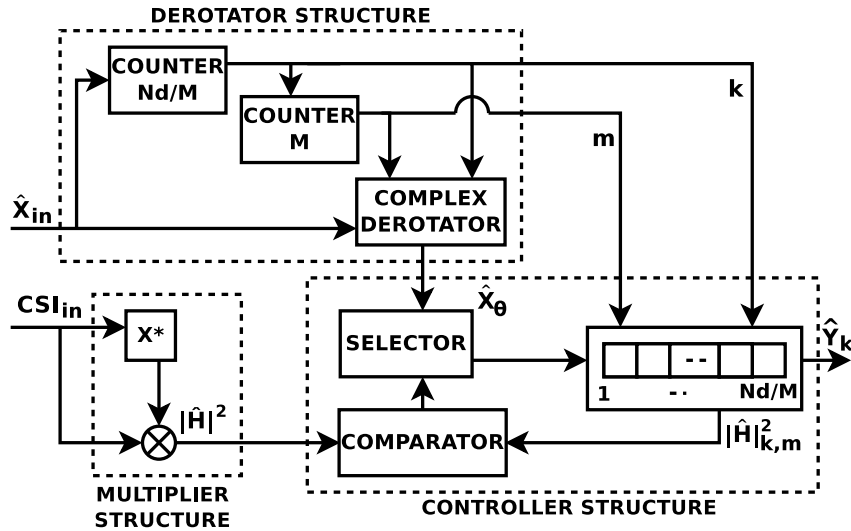 DEROTATOR STRUCTURE
COUNTER
Nd/M
COUNTER
M
k
m
X̂in
COMPLEX
DEROTATOR
CSIin
X*
X̂θ
SELECTOR
Ŷk
- -
1
- -
Nd/M
|Ĥ|²
COMPARATOR
|Ĥ|²k,m
MULTIPLIER
STRUCTURE
CONTROLLER STRUCTURE